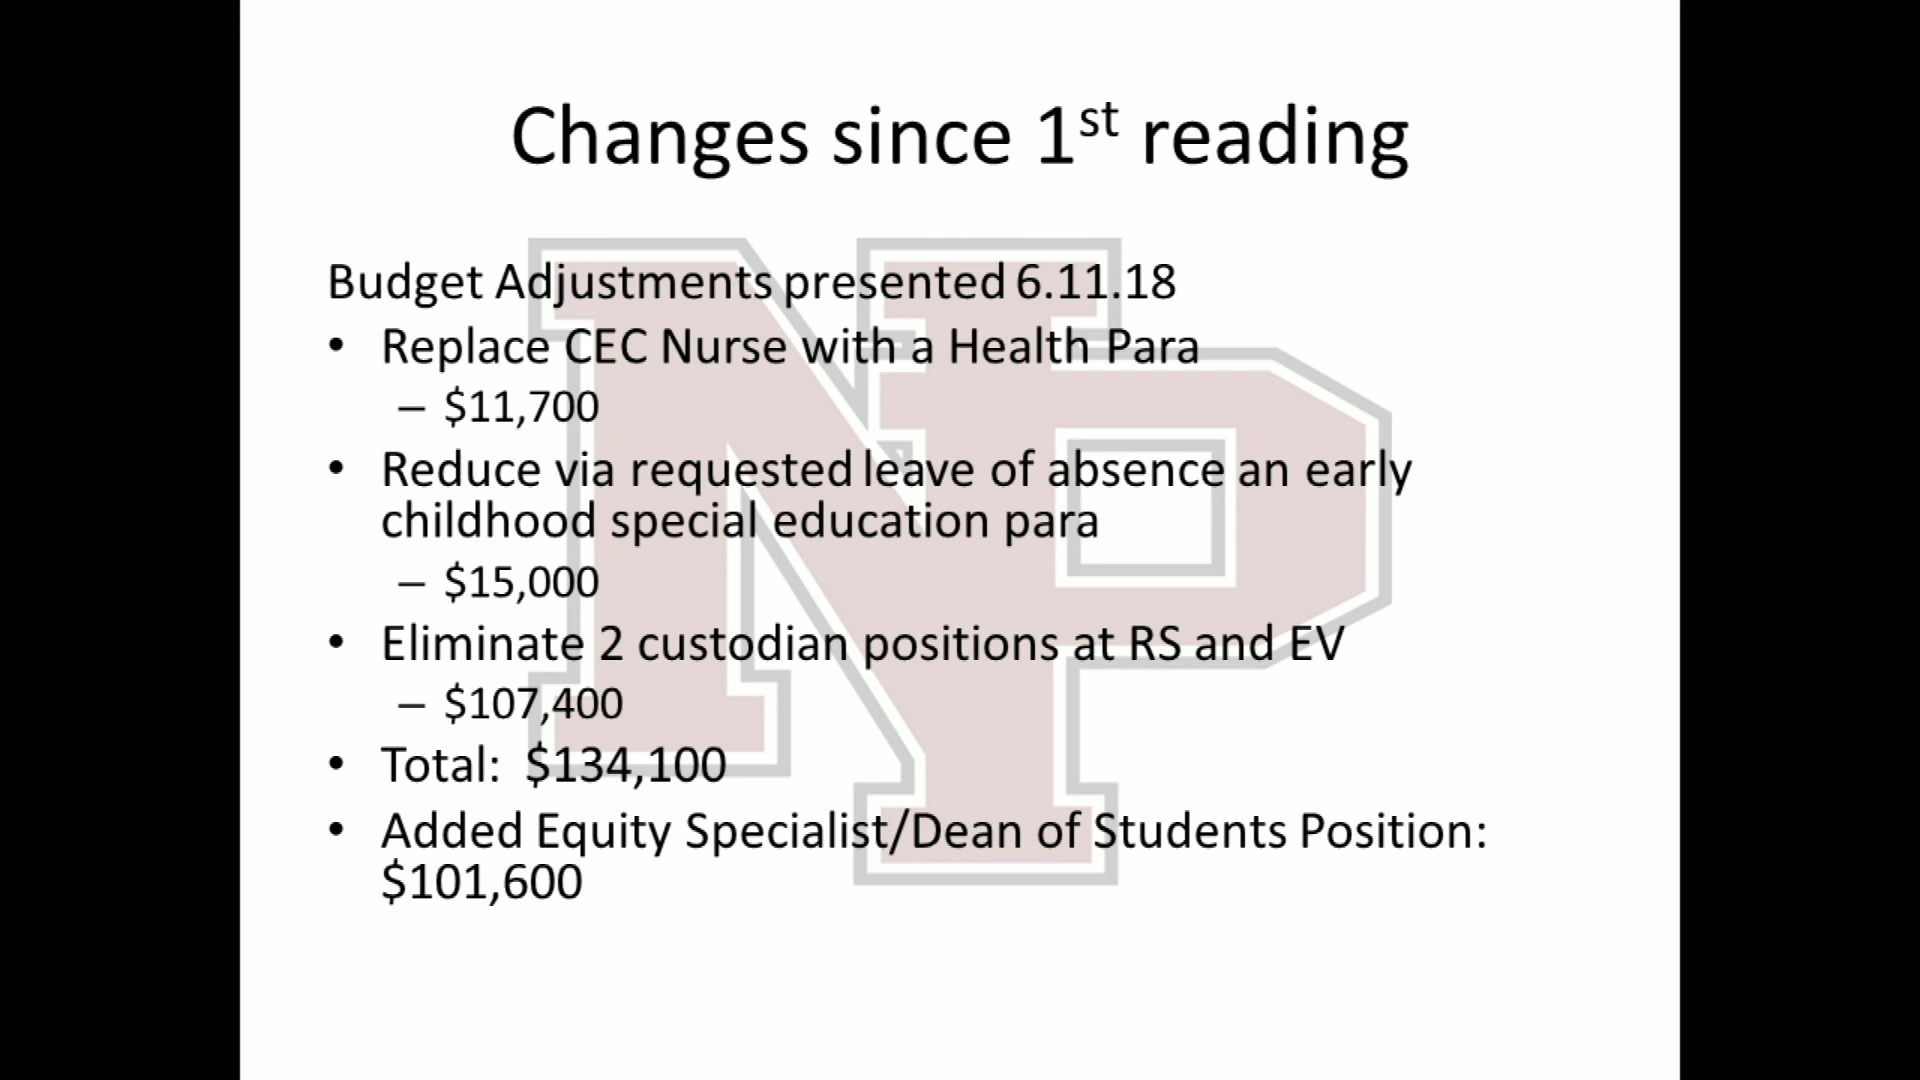 Changes since 1st reading
Budget Adjustments presented 6.11.18
• Replace CEC Nurse with a Health Para
– $11,700
• Reduce via requested leave of absence an early
childhood special education para
– $15,000
• Eliminate 2 custodian positions at RS and EV
– $107,400
• Total: $134,100
• Added Equity Specialist/Dean of Students Position:
$101,600
NP